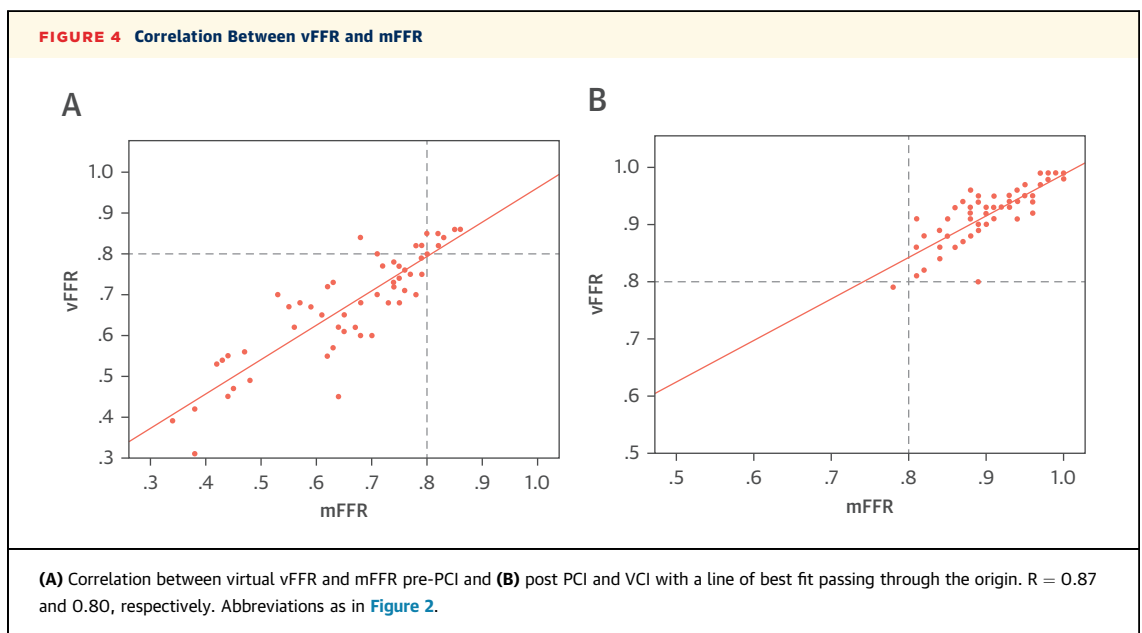 FIGURE 4 Correlation Between vFFR and mFFR
A
1.0
.9
.8
.7
.6
.5
.4
.3
vFFR
.3 .4 .5 .6 .7 .8 .9 1.0
mFFR
B
1.0
.9
.8
.7
.6
.5
vFFR
.5 .6 .7 .8 .9 1.0
mFFR
(A) Correlation between virtual vFFR and mFFR pre-PCI and (B) post PCI and VCI with a line of best fit passing through the origin. R = 0.87
and 0.80, respectively. Abbreviations as in Figure 2.